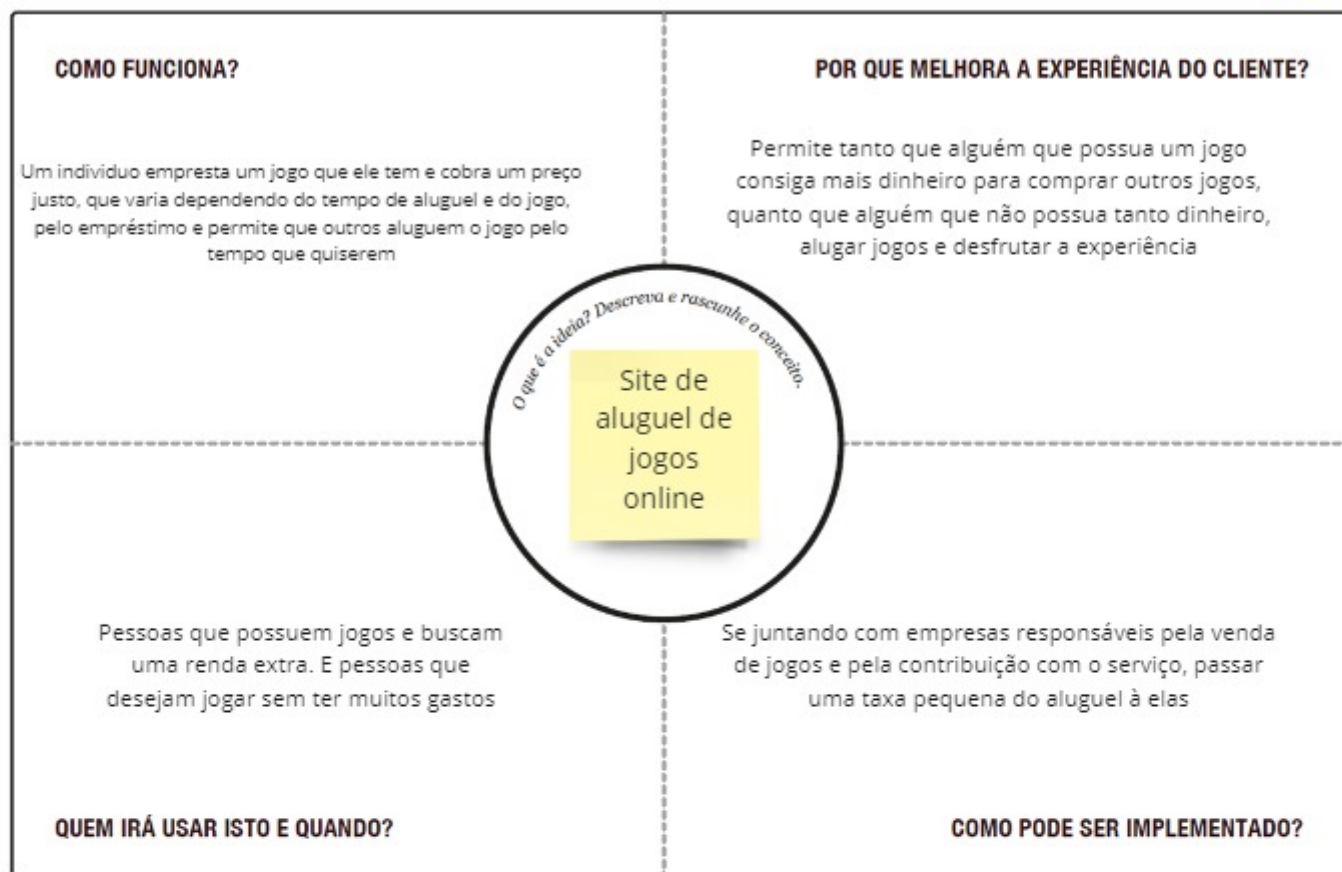 COMO FUNCIONA?
Um individuo empresta um jogo que ele tem e cobra um preço
justo, que varia dependendo do tempo de aluguel e do jogo,
pelo empréstimo e permite que outros aluguem o jogo pelo
tempo que quiserem
POR QUE MELHORA A EXPERIÊNCIA DO CLIENTE?
Permite tanto que alguém que possua um jogo
consiga mais dinheiro para comprar outros jogos,
quanto que alguém que não possua tanto dinheiro,
alugar jogos e desfrutar a experiência
O que é a ideia? Descreva e rascunhe o conceito-
Site de
aluguel de
jogos
online
Pessoas que possuem jogos e buscam
uma renda extra. E pessoas que
desejam jogar sem ter muitos gastos
QUEM IRÁ USAR ISTO E QUANDO?
Se juntando com empresas responsáveis pela venda
de jogos e pela contribuição com o serviço, passar
uma taxa pequena do aluguel à elas
COMO PODE SER IMPLEMENTADO?